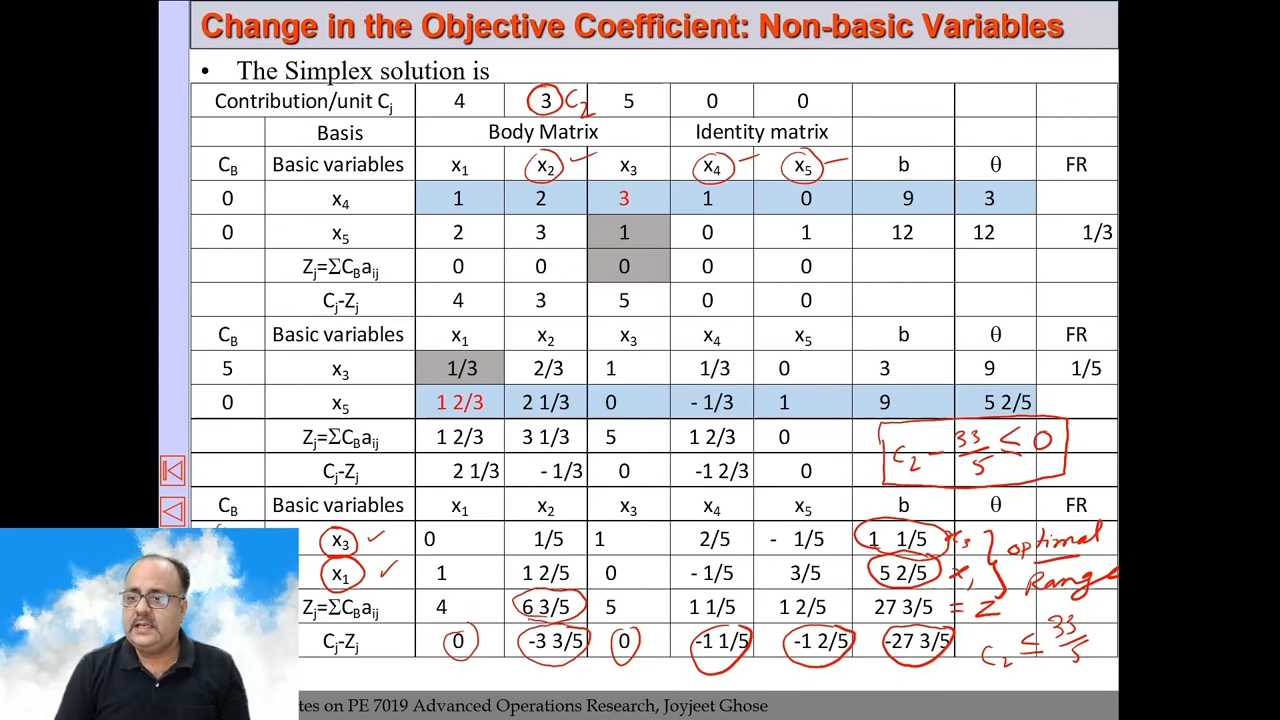 Change in the Objective Coefficient: Non-basic Variables
• The Simplex solution is
Contribution/unit Cj 4 3 C2 5 0 0
Basis Body Matrix Identity matrix
CB Basic variables x1 x2 x3 x4 x5 b θ FR
0 x4 1 2 3 1 0 9 3
0 x5 2 3 1 0 1 12 12 1/3
Zj=ΣCBaij 0 0 0 0 0
Cj-Zj 4 3 5 0 0
CB Basic variables x1 x2 x3 x4 x5 b θ FR
5 x3 1/3 2/3 1 1/3 0 3 9 1/5
0 x5 1 2/3 2 1/3 0 - 1/3 1 9 5 2/5
Zj=ΣCBaij 1 2/3 3 1/3 5 1 2/3 0
C2 - 33/5 ≤ 0
Cj-Zj 2 1/3 - 1/3 0 -1 2/3 0
CB Basic variables x1 x2 x3 x4 x5 b θ FR
x3 0 1/5 1 2/5 - 1/5 1 1/5 x3 optimal
x1 1 1 2/5 0 - 1/5 3/5 5 2/5 x1 Range
Zj=ΣCBaij 4 6 3/5 5 1 1/5 1 2/5 27 3/5 = Z
Cj-Zj 0 -3 3/5 0 -1 1/5 -1 2/5 -27 3/5 C2 ≤ 33/5
tes on PE 7019 Advanced Operations Research, Joyjeet Ghose